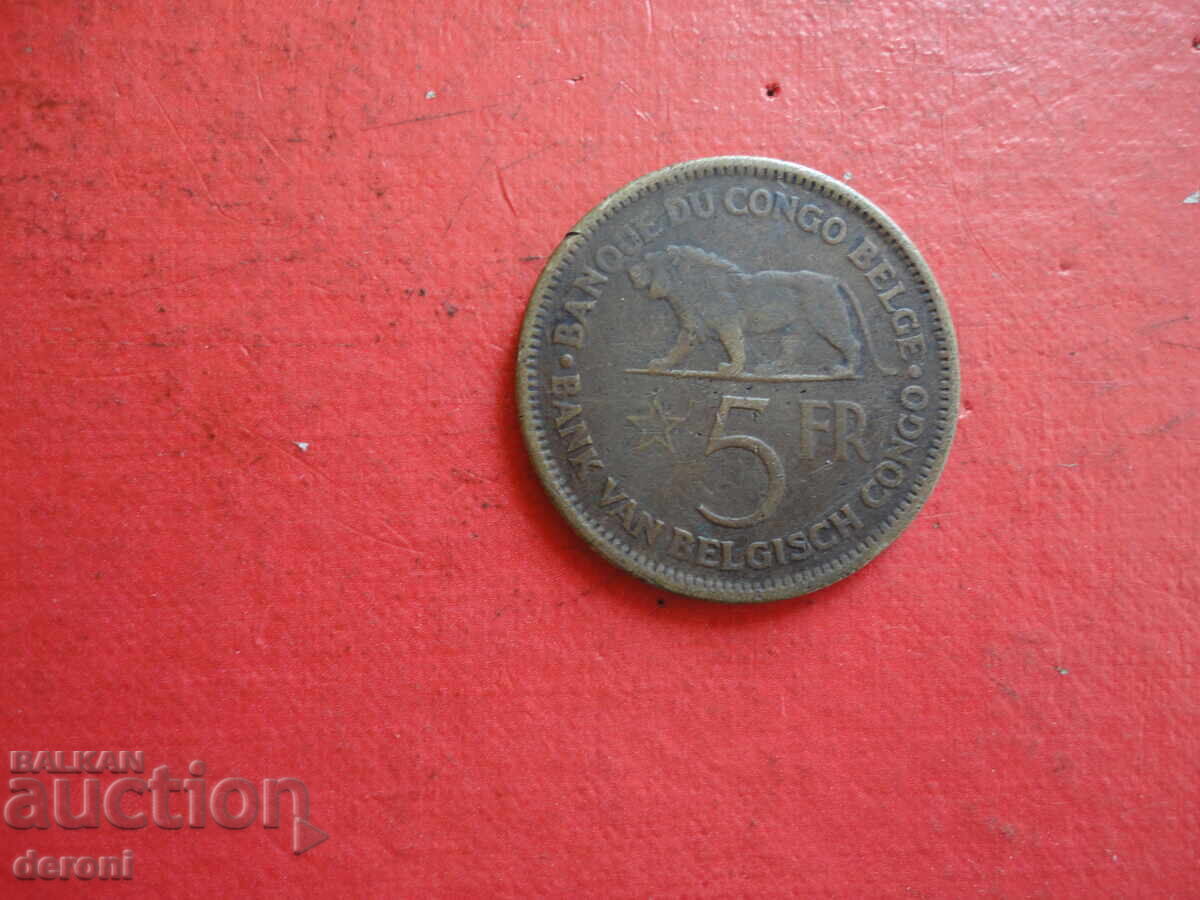 · BANQUE DU CONGO BELGE ·
5 FR
BANK VAN BELGISCH CONGO
BALKAN
auction
deroni